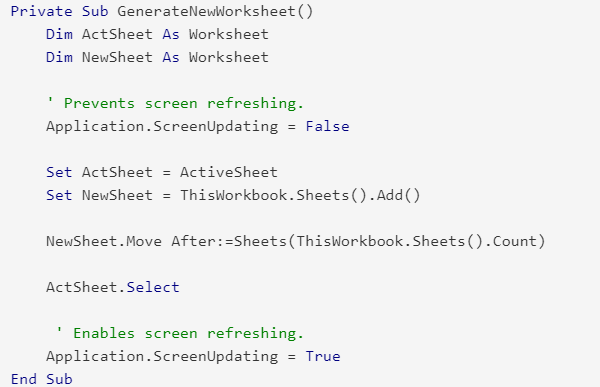 Private Sub GenerateNewWorksheet()
    Dim ActSheet As Worksheet
    Dim NewSheet As Worksheet

    ' Prevents screen refreshing.
    Application.ScreenUpdating = False

    Set ActSheet = ActiveSheet
    Set NewSheet = ThisWorkbook.Sheets().Add()

    NewSheet.Move After:=Sheets(ThisWorkbook.Sheets().Count)

    ActSheet.Select

     ' Enables screen refreshing.
    Application.ScreenUpdating = True
End Sub